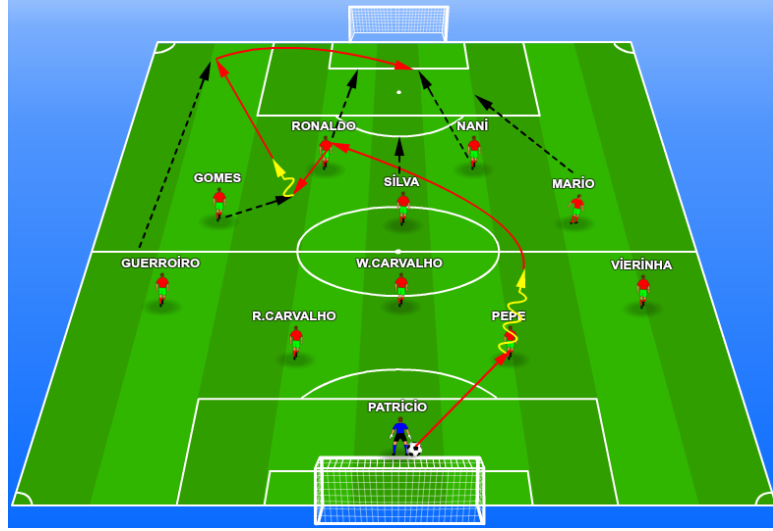 RONALDO
NANİ
GOMES
SİLVA
MARİO
GUERROİRO
W.CARVALHO
VİERİNHA
R.CARVALHO
PEPE
PATRİCİO